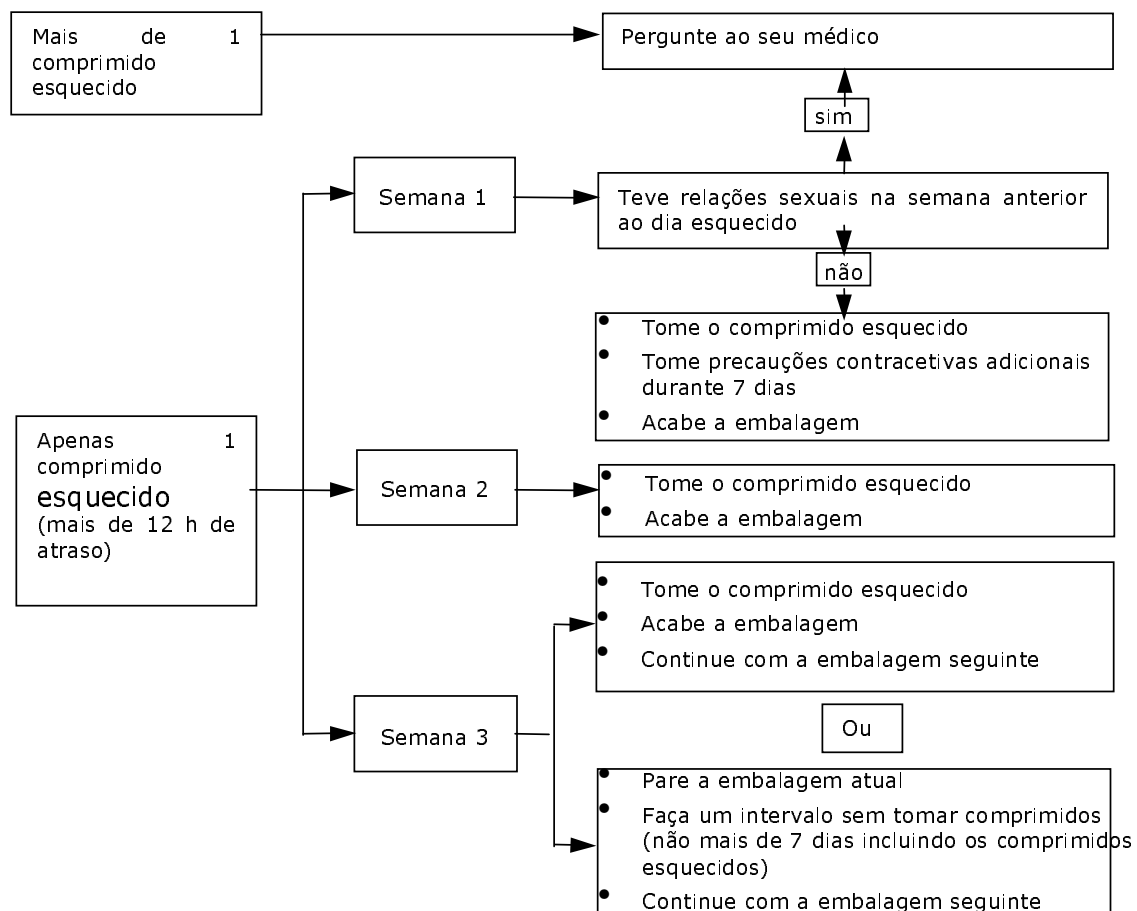 Mais de 1
comprimido
esquecido
Pergunte ao seu médico
sim
Semana 1
Teve relações sexuais na semana anterior
ao dia esquecido
não
• Tome o comprimido esquecido
• Tome precauções contracetivas adicionais
durante 7 dias
• Acabe a embalagem
Apenas 1
comprimido
esquecido
(mais de 12 h de
atraso)
Semana 2
• Tome o comprimido esquecido
• Acabe a embalagem
• Tome o comprimido esquecido
• Acabe a embalagem
• Continue com a embalagem seguinte
Semana 3
Ou
• Pare a embalagem atual
• Faça um intervalo sem tomar comprimidos
(não mais de 7 dias incluindo os comprimidos
esquecidos)
• Continue com a embalagem seguinte